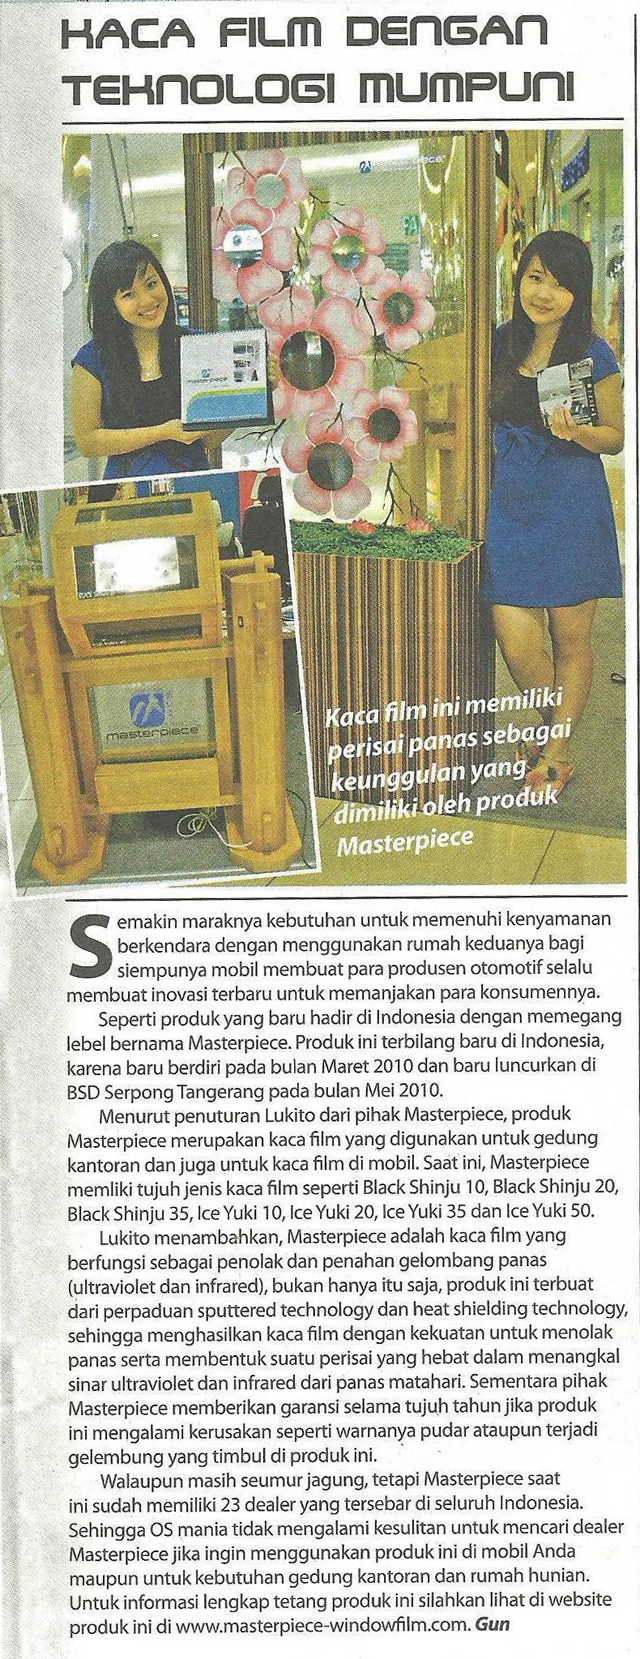 KACA FILM DENGAN
TEKNOLOGI MUMPUNI
masterpiece
masterpiece
masterpiece
Kaca film ini memiliki
perisai panas sebagai
keunggulan yang
dimiliki oleh produk
Masterpiece
Semakin maraknya kebutuhan untuk memenuhi kenyamanan
berkendara dengan menggunakan rumah keduanya bagi
siempunya mobil membuat para produsen otomotif selalu
membuat inovasi terbaru untuk memanjakan para konsumennya.
Seperti produk yang baru hadir di Indonesia dengan memegang
lebel bernama Masterpiece. Produk ini terbilang baru di Indonesia,
karena baru berdiri pada bulan Maret 2010 dan baru luncurkan di
BSD Serpong Tangerang pada bulan Mei 2010.
Menurut penuturan Lukito dari pihak Masterpiece, produk
Masterpiece merupakan kaca film yang digunakan untuk gedung
kantoran dan juga untuk kaca film di mobil. Saat ini, Masterpiece
memliki tujuh jenis kaca film seperti Black Shinju 10, Black Shinju 20,
Black Shinju 35, Ice Yuki 10, Ice Yuki 20, Ice Yuki 35 dan Ice Yuki 50.
Lukito menambahkan, Masterpiece adalah kaca film yang
berfungsi sebagai penolak dan penahan gelombang panas
(ultraviolet dan infrared), bukan hanya itu saja, produk ini terbuat
dari perpaduan sputtered technology dan heat shielding technology,
sehingga menghasilkan kaca film dengan kekuatan untuk menolak
panas serta membentuk suatu perisai yang hebat dalam menangkal
sinar ultraviolet dan infrared dari panas matahari. Sementara pihak
Masterpiece memberikan garansi selama tujuh tahun jika produk
ini mengalami kerusakan seperti warnanya pudar ataupun terjadi
gelembung yang timbul di produk ini.
Walaupun masih seumur jagung, tetapi Masterpiece saat
ini sudah memiliki 23 dealer yang tersebar di seluruh Indonesia.
Sehingga OS mania tidak mengalami kesulitan untuk mencari dealer
Masterpiece jika ingin menggunakan produk ini di mobil Anda
maupun untuk kebutuhan gedung kantoran dan rumah hunian.
Untuk informasi lengkap tetang produk ini silahkan lihat di website
produk ini di www.masterpiece-windowfilm.com. Gun